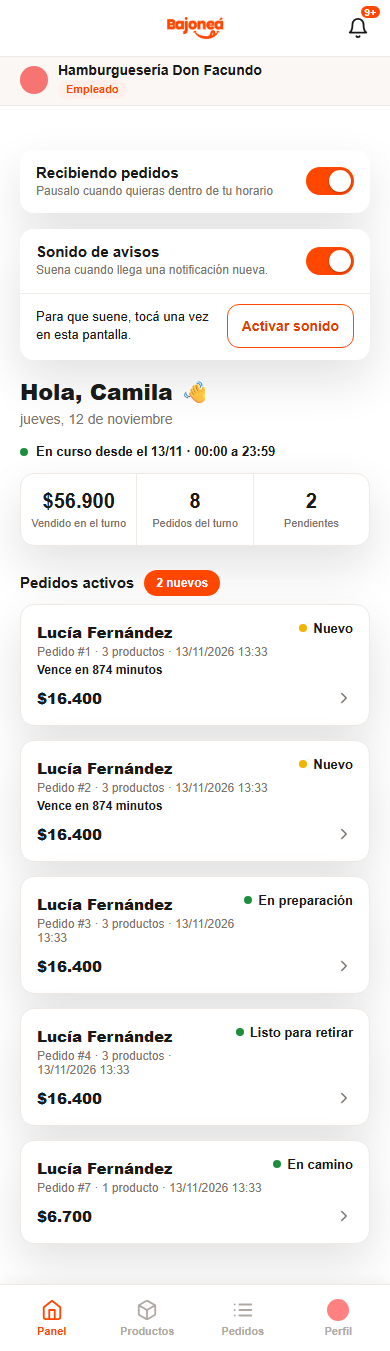 Bajoneá
9+
Hamburguesería Don Facundo
Empleado
Recibiendo pedidos
Pausalo cuando quieras dentro de tu horario
Sonido de avisos
Suena cuando llega una notificación nueva.
Para que suene, tocá una vez
en esta pantalla.
Activar sonido
Hola, Camila 👋
jueves, 12 de noviembre
En curso desde el 13/11 · 00:00 a 23:59
$56.900
Vendido en el turno
8
Pedidos del turno
2
Pendientes
Pedidos activos
2 nuevos
Lucía Fernández
Nuevo
Pedido #1 · 3 productos · 13/11/2026 13:33
Vence en 874 minutos
$16.400
Lucía Fernández
Nuevo
Pedido #2 · 3 productos · 13/11/2026 13:33
Vence en 874 minutos
$16.400
Lucía Fernández
En preparación
Pedido #3 · 3 productos · 13/11/2026
13:33
$16.400
Lucía Fernández
Listo para retirar
Pedido #4 · 3 productos ·
13/11/2026 13:33
$16.400
Lucía Fernández
En camino
Pedido #7 · 1 producto · 13/11/2026 13:33
$6.700
Panel
Productos
Pedidos
Perfil